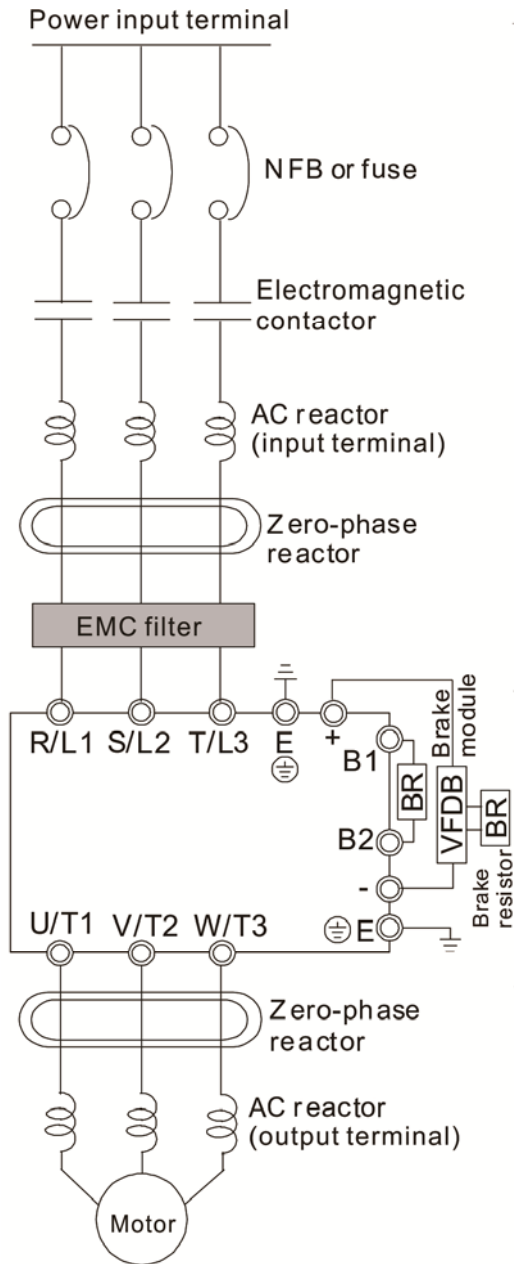 Power input terminal
NFB or fuse
Electromagnetic
contactor
AC reactor
(input terminal)
Zero-phase
reactor
EMC filter
R/L1 S/L2 T/L3 E +
B1
BR
B2
-
E
Brake
module
VFDB
BR
Brake
resistor
U/T1 V/T2 W/T3
Zero-phase
reactor
AC reactor
(output terminal)
Motor